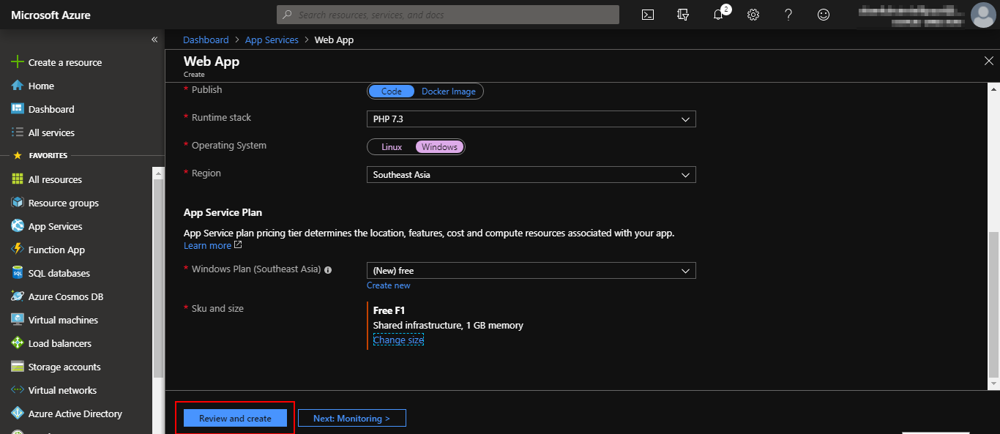 Microsoft Azure
Search resources, services, and docs
2
«
Dashboard > App Services > Web App
Create a resource
Home
Dashboard
All services
FAVORITES
All resources
Resource groups
App Services
Function App
SQL databases
Azure Cosmos DB
Virtual machines
Load balancers
Storage accounts
Virtual networks
Azure Active Directory
Web App
Create
* Publish
Code Docker Image
* Runtime stack
PHP 7.3
* Operating System
Linux Windows
* Region
Southeast Asia
App Service Plan
App Service plan pricing tier determines the location, features, cost and compute resources associated with your app.
Learn more
* Windows Plan (Southeast Asia)
(New) free
Create new
* Sku and size
Free F1
Shared infrastructure, 1 GB memory
Change size
Review and create
Next: Monitoring >